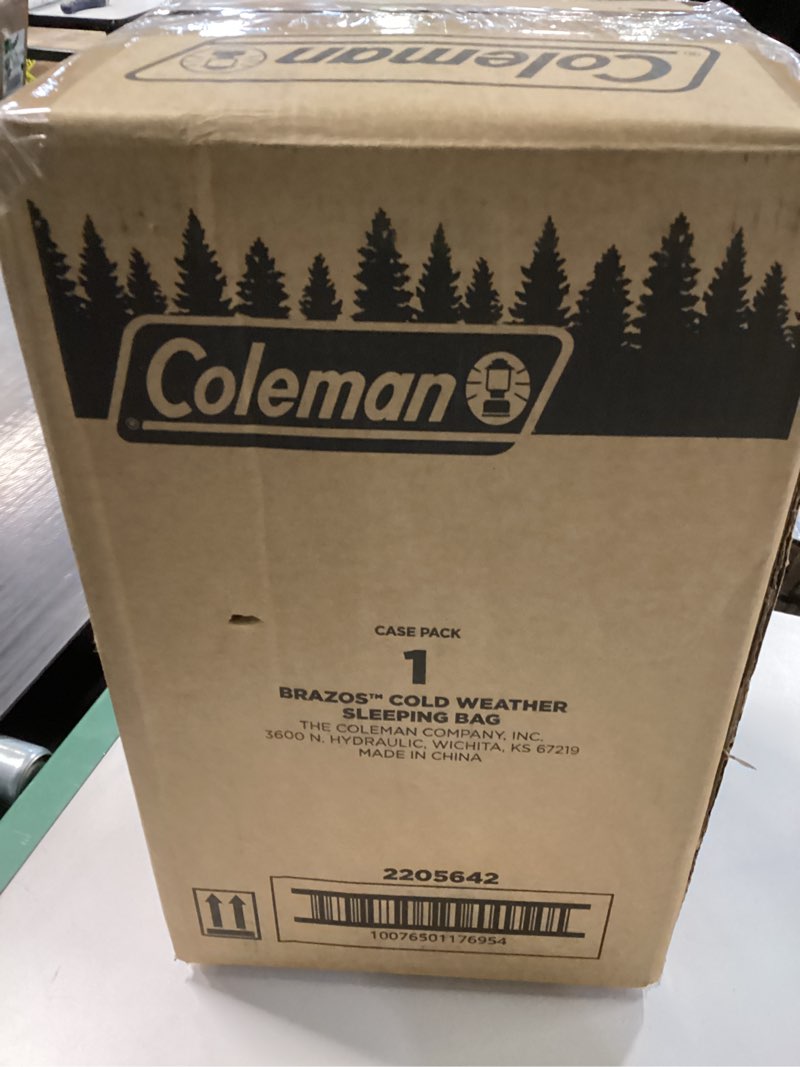 Coleman
®
Coleman
®
CASE PACK
1
BRAZOS™ COLD WEATHER
SLEEPING BAG
THE COLEMAN COMPANY, INC.
3600 N. HYDRAULIC, WICHITA, KS 67219
MADE IN CHINA
2205642
10076501176954